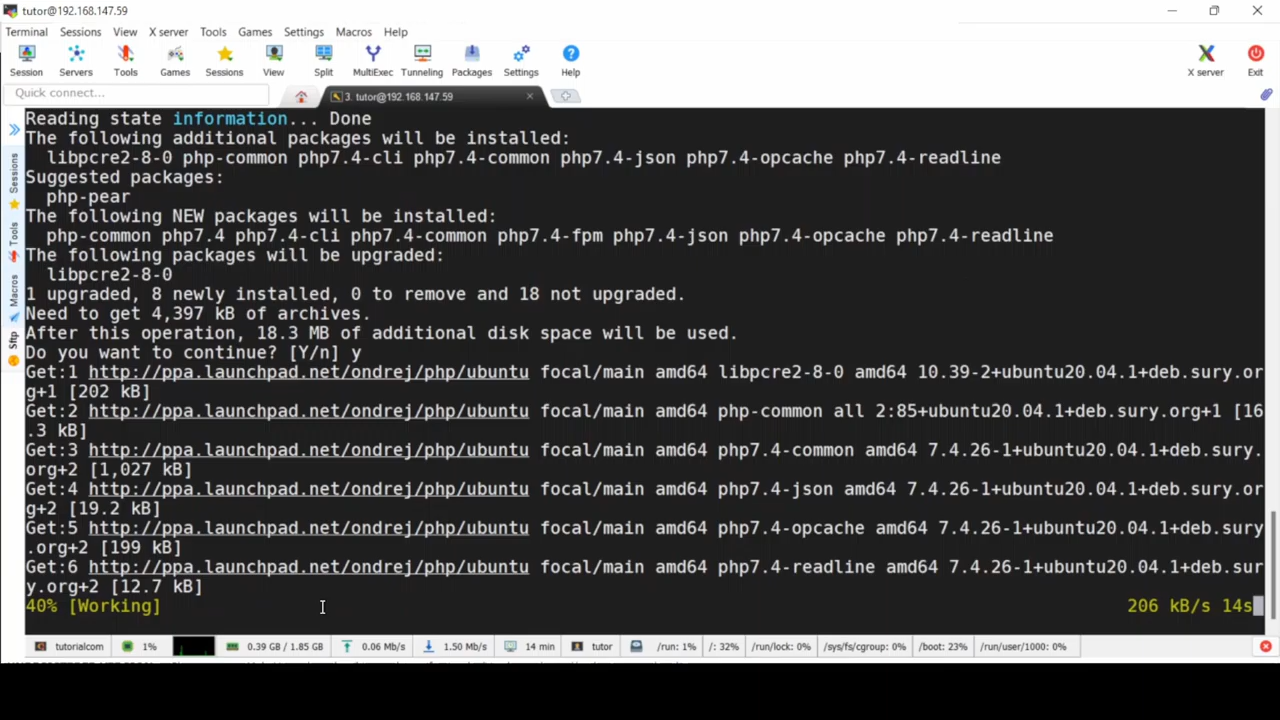 tutor@192.168.147.59
Terminal Sessions View X server Tools Games Settings Macros Help
Session Servers Tools Games Sessions View Split MultiExec Tunneling Packages Settings Help X server Exit
Quick connect...
3. tutor@192.168.147.59
Sessions
Tools
Macros
Sftp
Reading state information... Done
The following additional packages will be installed:
libpcre2-8-0 php-common php7.4-cli php7.4-common php7.4-json php7.4-opcache php7.4-readline
Suggested packages:
php-pear
The following NEW packages will be installed:
php-common php7.4 php7.4-cli php7.4-common php7.4-fpm php7.4-json php7.4-opcache php7.4-readline
The following packages will be upgraded:
libpcre2-8-0
1 upgraded, 8 newly installed, 0 to remove and 18 not upgraded.
Need to get 4,397 kB of archives.
After this operation, 18.3 MB of additional disk space will be used.
Do you want to continue? [Y/n] y
Get:1 http://ppa.launchpad.net/ondrej/php/ubuntu focal/main amd64 libpcre2-8-0 amd64 10.39-2+ubuntu20.04.1+deb.sury.or
g+1 [202 kB]
Get:2 http://ppa.launchpad.net/ondrej/php/ubuntu focal/main amd64 php-common all 2:85+ubuntu20.04.1+deb.sury.org+1 [16
.3 kB]
Get:3 http://ppa.launchpad.net/ondrej/php/ubuntu focal/main amd64 php7.4-common amd64 7.4.26-1+ubuntu20.04.1+deb.sury.
org+2 [1,027 kB]
Get:4 http://ppa.launchpad.net/ondrej/php/ubuntu focal/main amd64 php7.4-json amd64 7.4.26-1+ubuntu20.04.1+deb.sury.or
g+2 [19.2 kB]
Get:5 http://ppa.launchpad.net/ondrej/php/ubuntu focal/main amd64 php7.4-opcache amd64 7.4.26-1+ubuntu20.04.1+deb.sury
.org+2 [199 kB]
Get:6 http://ppa.launchpad.net/ondrej/php/ubuntu focal/main amd64 php7.4-readline amd64 7.4.26-1+ubuntu20.04.1+deb.sur
y.org+2 [12.7 kB]
40% [Working] 206 kB/s 14s
tutorialcom 1% 0.39 GB / 1.85 GB 0.06 Mb/s 1.50 Mb/s 14 min tutor /run: 1% /: 32% /run/lock: 0% /sys/fs/cgroup: 0% /boot: 23% /run/user/1000: 0%